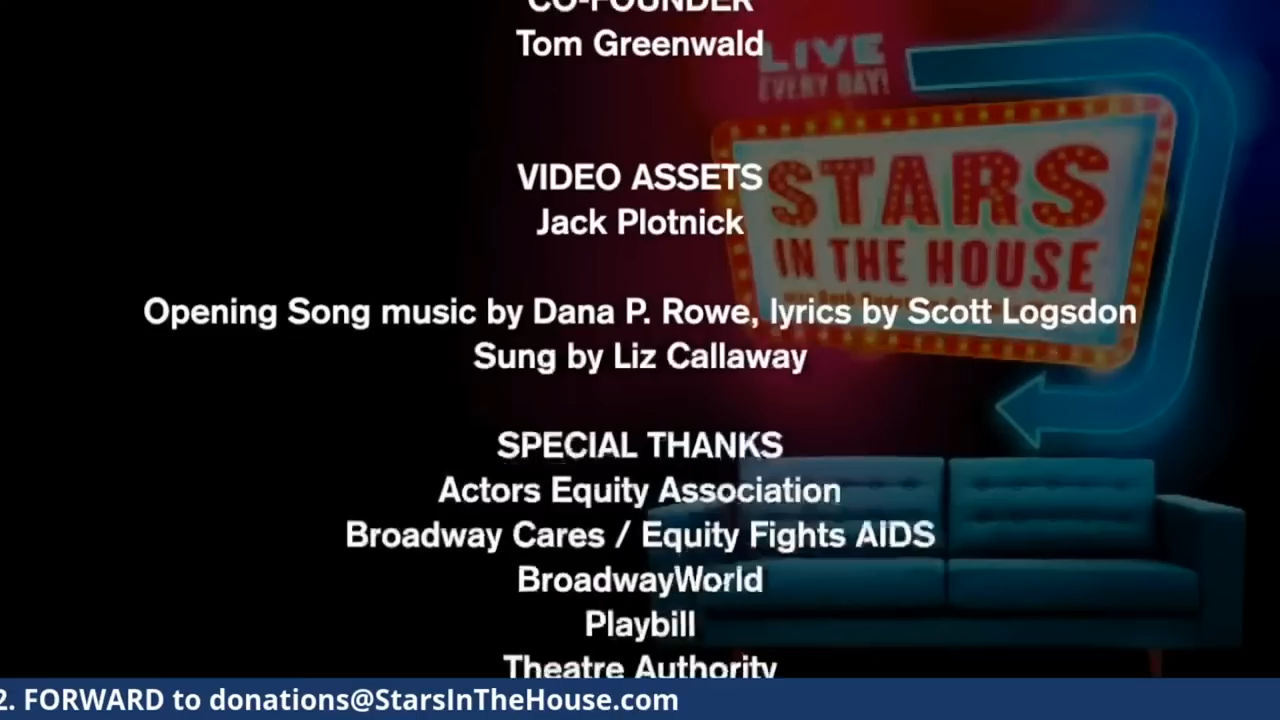 CO-FOUNDER
Tom Greenwald
LIVE
EVERY DAY!
VIDEO ASSETS
Jack Plotnick
STARS
IN THE HOUSE
Opening Song music by Dana P. Rowe, lyrics by Scott Logsdon
Sung by Liz Callaway
SPECIAL THANKS
Actors Equity Association
Broadway Cares / Equity Fights AIDS
BroadwayWorld
Playbill
Theatre Authority
2. FORWARD to donations@StarsInTheHouse.com